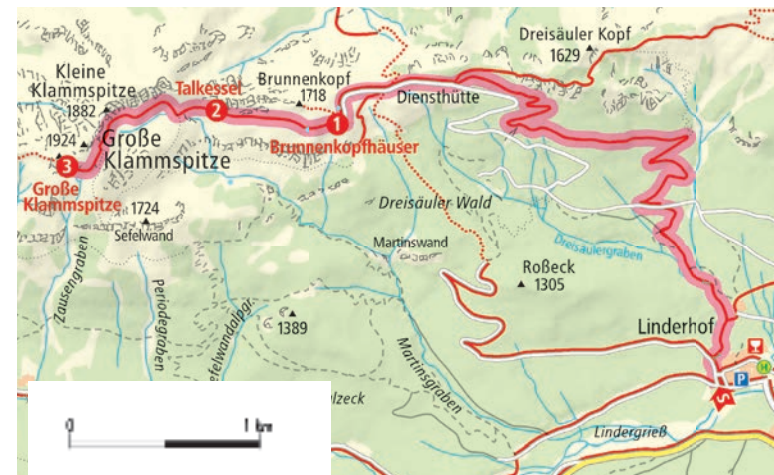 Dreisäuler Kopf
1629
Kleine
Klammspitze
1882
Talkessel
2
Brunnenkopf
1718
1
Diensthütte
Brunnenkopfhäuser
1924
Große
Klammspitze
3
Große
Klammspitze
1724
Sefelwand
Dreisäuler Wald
Martinswand
Dreisäulergraben
Roßeck
1305
Zausengraben
Periodegraben
Sefelwandalpgr.
1389
Martinsgraben
Linderhof
P
H
S
Lindergrieß
0
1 km